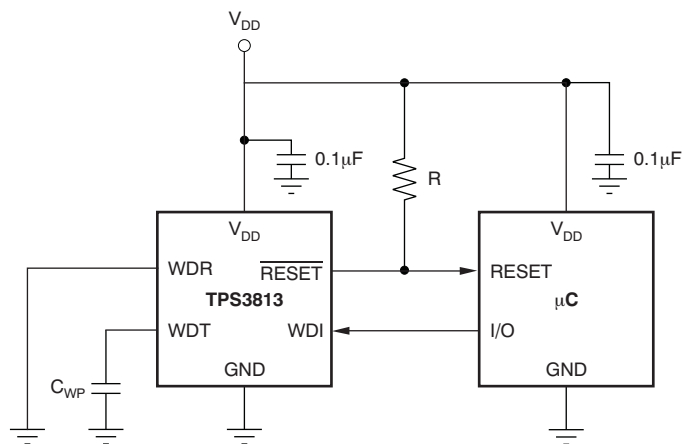 V_DD
0.1µF
R
0.1µF
V_DD
V_DD
WDR
RESET
RESET
TPS3813
µC
WDT
WDI
I/O
C_WP
GND
GND